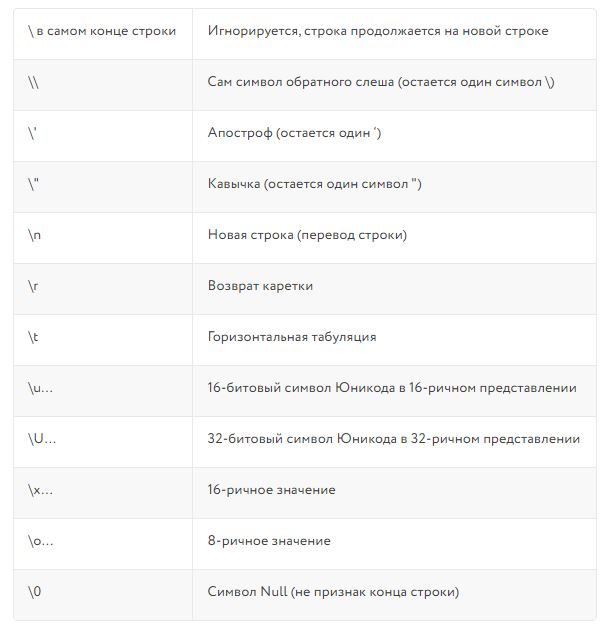 \ в самом конце строки Игнорируется, строка продолжается на новой строке
\\ Сам символ обратного слеша (остается один символ \)
\' Апостроф (остается один ‘)
\" Кавычка (остается один символ ")
\n Новая строка (перевод строки)
\r Возврат каретки
\t Горизонтальная табуляция
\u... 16-битовый символ Юникода в 16-ричном представлении
\U... 32-битовый символ Юникода в 32-ричном представлении
\x... 16-ричное значение
\o... 8-ричное значение
\0 Символ Null (не признак конца строки)